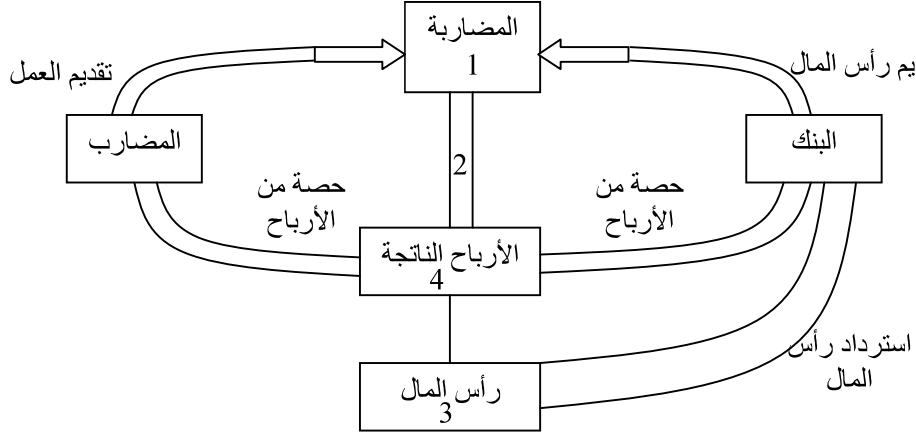 المضاربة
1
يم رأس المال
تقديم العمل
البنك
المضارب
2
حصة من
الأرباح
حصة من
الأرباح
الأرباح الناتجة
4
استرداد رأس
المال
رأس المال
3